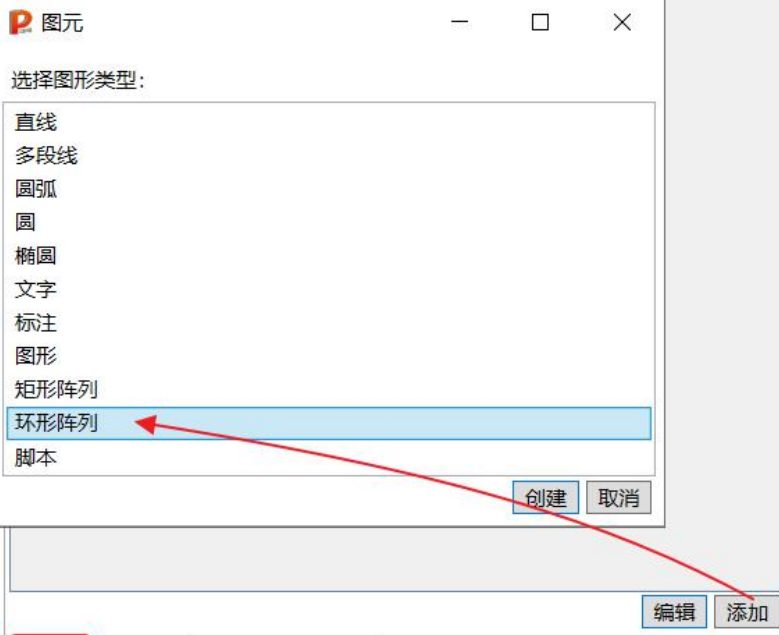 图元
选择图形类型：
直线
多段线
圆弧
圆
椭圆
文字
标注
图形
矩形阵列
环形阵列
脚本
创建 取消
编辑 添加